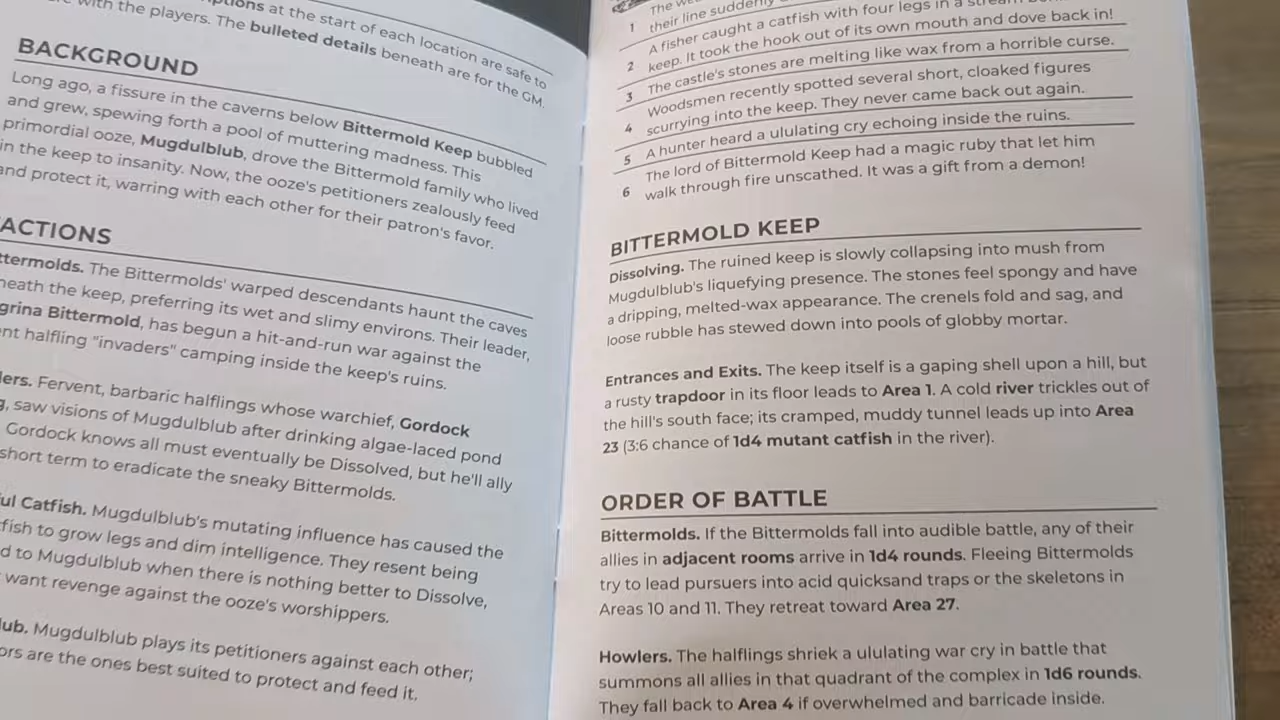 at the start of each location are safe to
with the players. The bulleted details beneath are for the GM.
BACKGROUND
Long ago, a fissure in the caverns below Bittermold Keep bubbled
and grew, spewing forth a pool of muttering madness. This
primordial ooze, Mugdulblub, drove the Bittermold family who lived
in the keep to insanity. Now, the ooze's petitioners zealously feed
and protect it, warring with each other for their patron's favor.
ACTIONS
ttermolds. The Bittermolds' warped descendants haunt the caves
neath the keep, preferring its wet and slimy environs. Their leader,
grina Bittermold, has begun a hit-and-run war against the
nt halfling "invaders" camping inside the keep's ruins.
lers. Fervent, barbaric halflings whose warchief, Gordock
g, saw visions of Mugdulblub after drinking algae-laced pond
Gordock knows all must eventually be Dissolved, but he'll ally
short term to eradicate the sneaky Bittermolds.
ul Catfish. Mugdulblub's mutating influence has caused the
fish to grow legs and dim intelligence. They resent being
d to Mugdulblub when there is nothing better to Dissolve,
want revenge against the ooze's worshippers.
ub. Mugdulblub plays its petitioners against each other;
ors are the ones best suited to protect and feed it.
1 The
their line suddenly
2 A fisher caught a catfish with four legs in a stream
keep. It took the hook out of its own mouth and dove back in!
3 The castle's stones are melting like wax from a horrible curse.
4 Woodsmen recently spotted several short, cloaked figures
scurrying into the keep. They never came back out again.
5 A hunter heard a ululating cry echoing inside the ruins.
6 The lord of Bittermold Keep had a magic ruby that let him
walk through fire unscathed. It was a gift from a demon!
BITTERMOLD KEEP
Dissolving. The ruined keep is slowly collapsing into mush from
Mugdulblub's liquefying presence. The stones feel spongy and have
a dripping, melted-wax appearance. The crenels fold and sag, and
loose rubble has stewed down into pools of globby mortar.
Entrances and Exits. The keep itself is a gaping shell upon a hill, but
a rusty trapdoor in its floor leads to Area 1. A cold river trickles out of
the hill's south face; its cramped, muddy tunnel leads up into Area
23 (3:6 chance of 1d4 mutant catfish in the river).
ORDER OF BATTLE
Bittermolds. If the Bittermolds fall into audible battle, any of their
allies in adjacent rooms arrive in 1d4 rounds. Fleeing Bittermolds
try to lead pursuers into acid quicksand traps or the skeletons in
Areas 10 and 11. They retreat toward Area 27.
Howlers. The halflings shriek a ululating war cry in battle that
summons all allies in that quadrant of the complex in 1d6 rounds.
They fall back to Area 4 if overwhelmed and barricade inside.